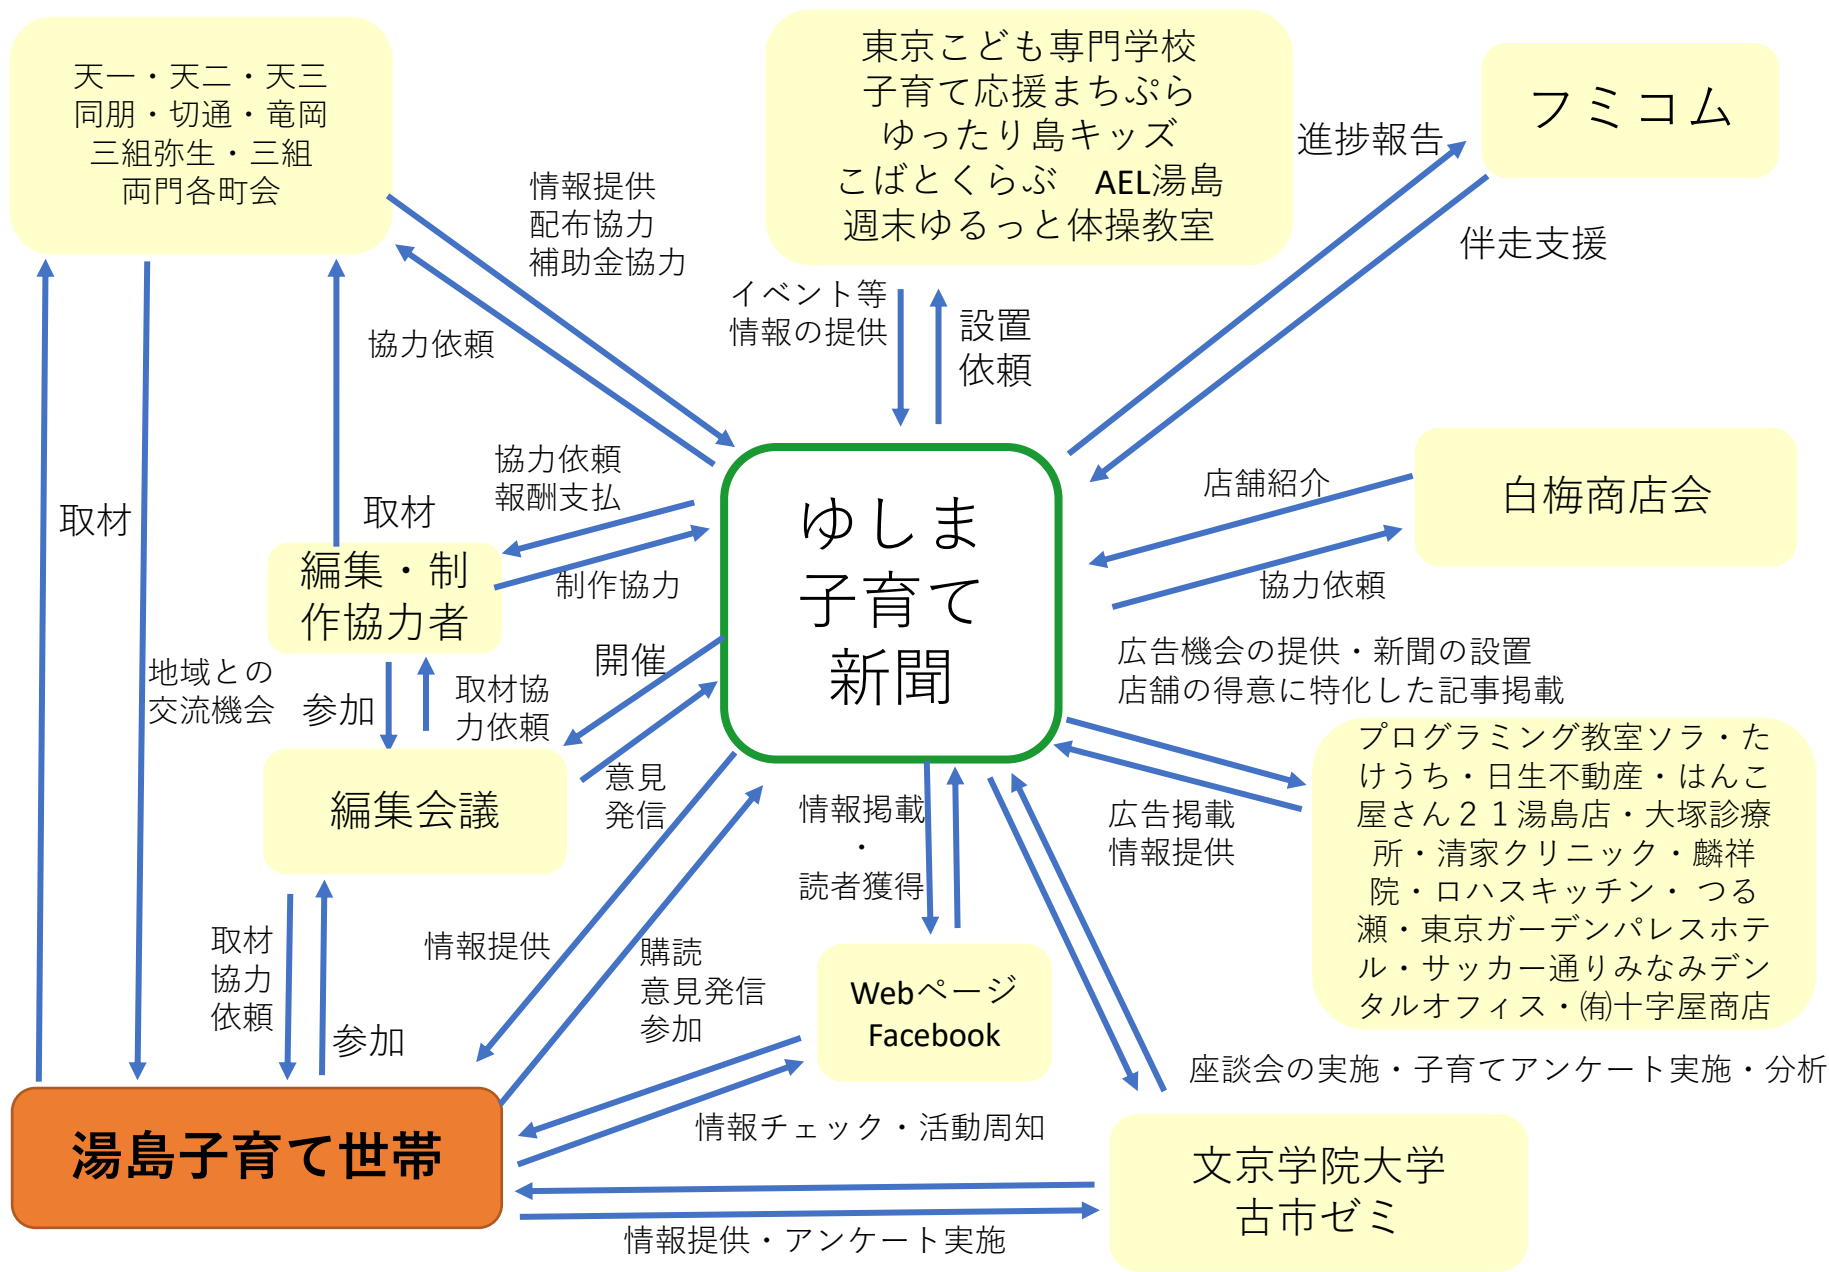 天一・天二・天三
同朋・切通・竜岡
三組弥生・三組
両門各町会
東京こども専門学校
子育て応援まちぷら
ゆったり島キッズ
こばとくらぶ　AEL湯島
週末ゆるっと体操教室
フミコム
進捗報告
伴走支援
情報提供
配布協力
補助金協力
協力依頼
イベント等
情報の提供
設置
依頼
取材
取材
協力依頼
報酬支払
制作協力
編集・制
作協力者
ゆしま
子育て
新聞
店舗紹介
白梅商店会
協力依頼
地域との
交流機会
参加
取材協
力依頼
開催
意見
発信
編集会議
広告機会の提供・新聞の設置
店舗の得意に特化した記事掲載
広告掲載
情報提供
プログラミング教室ソラ・た
けうち・日生不動産・はんこ
屋さん２１湯島店・大塚診療
所・清家クリニック・麟祥
院・ロハスキッチン・ つる
瀬・東京ガーデンパレスホテ
ル・サッカー通りみなみデン
タルオフィス・㈲十字屋商店
情報掲載
・
読者獲得
取材
協力
依頼
参加
情報提供
購読
意見発信
参加
Webページ
Facebook
情報チェック・活動周知
座談会の実施・子育てアンケート実施・分析
湯島子育て世帯
文京学院大学
古市ゼミ
情報提供・アンケート実施